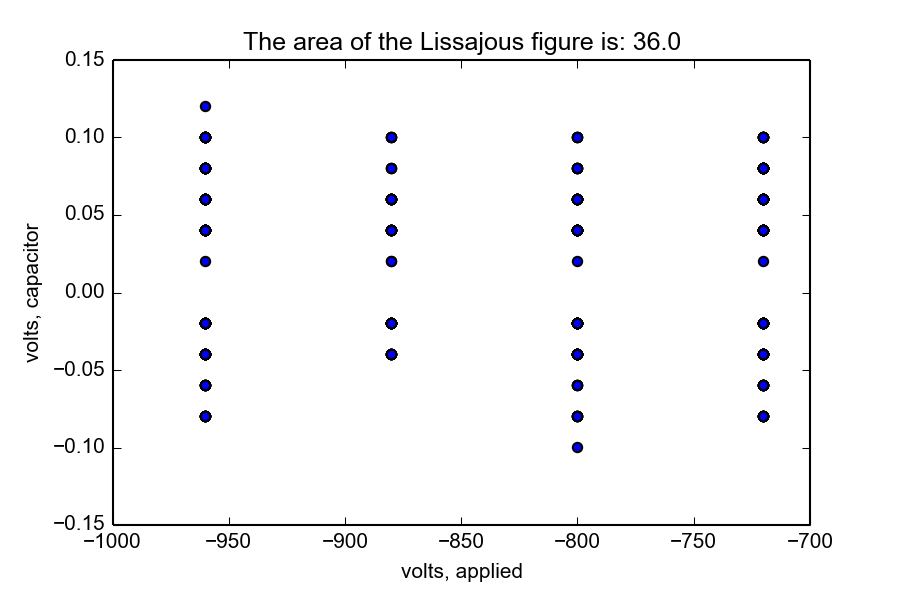 The area of the Lissajous figure is: 36.0
0.15
0.10
0.05
0.00
−0.05
−0.10
−0.15
volts, capacitor
−1000 −950 −900 −850 −800 −750 −700
volts, applied